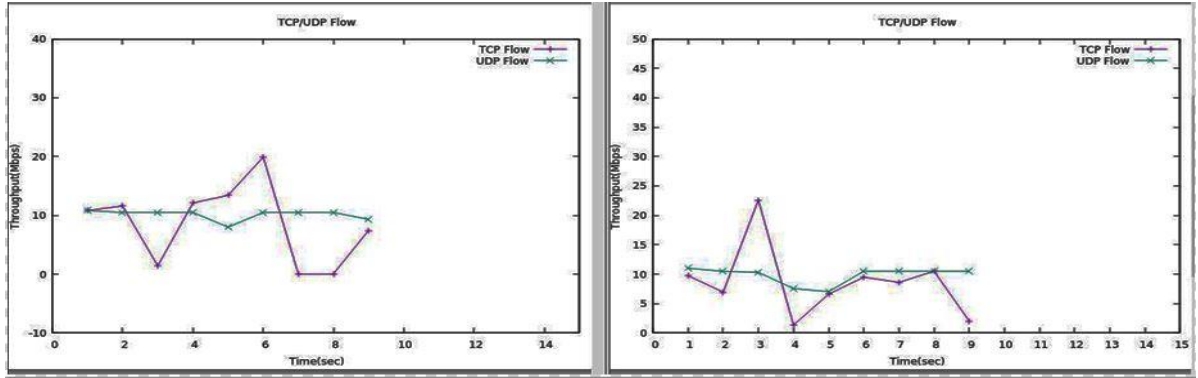 TCP/UDP Flow
TCP Flow
UDP Flow
40
30
20
10
0
-10
Throughput(Mbps)
0 2 4 6 8 10 12 14
Time(sec)
TCP/UDP Flow
TCP Flow
UDP Flow
50
45
40
35
30
25
20
15
10
5
0
Throughput(Mbps)
0 1 2 3 4 5 6 7 8 9 10 11 12 13 14 15
Time(sec)